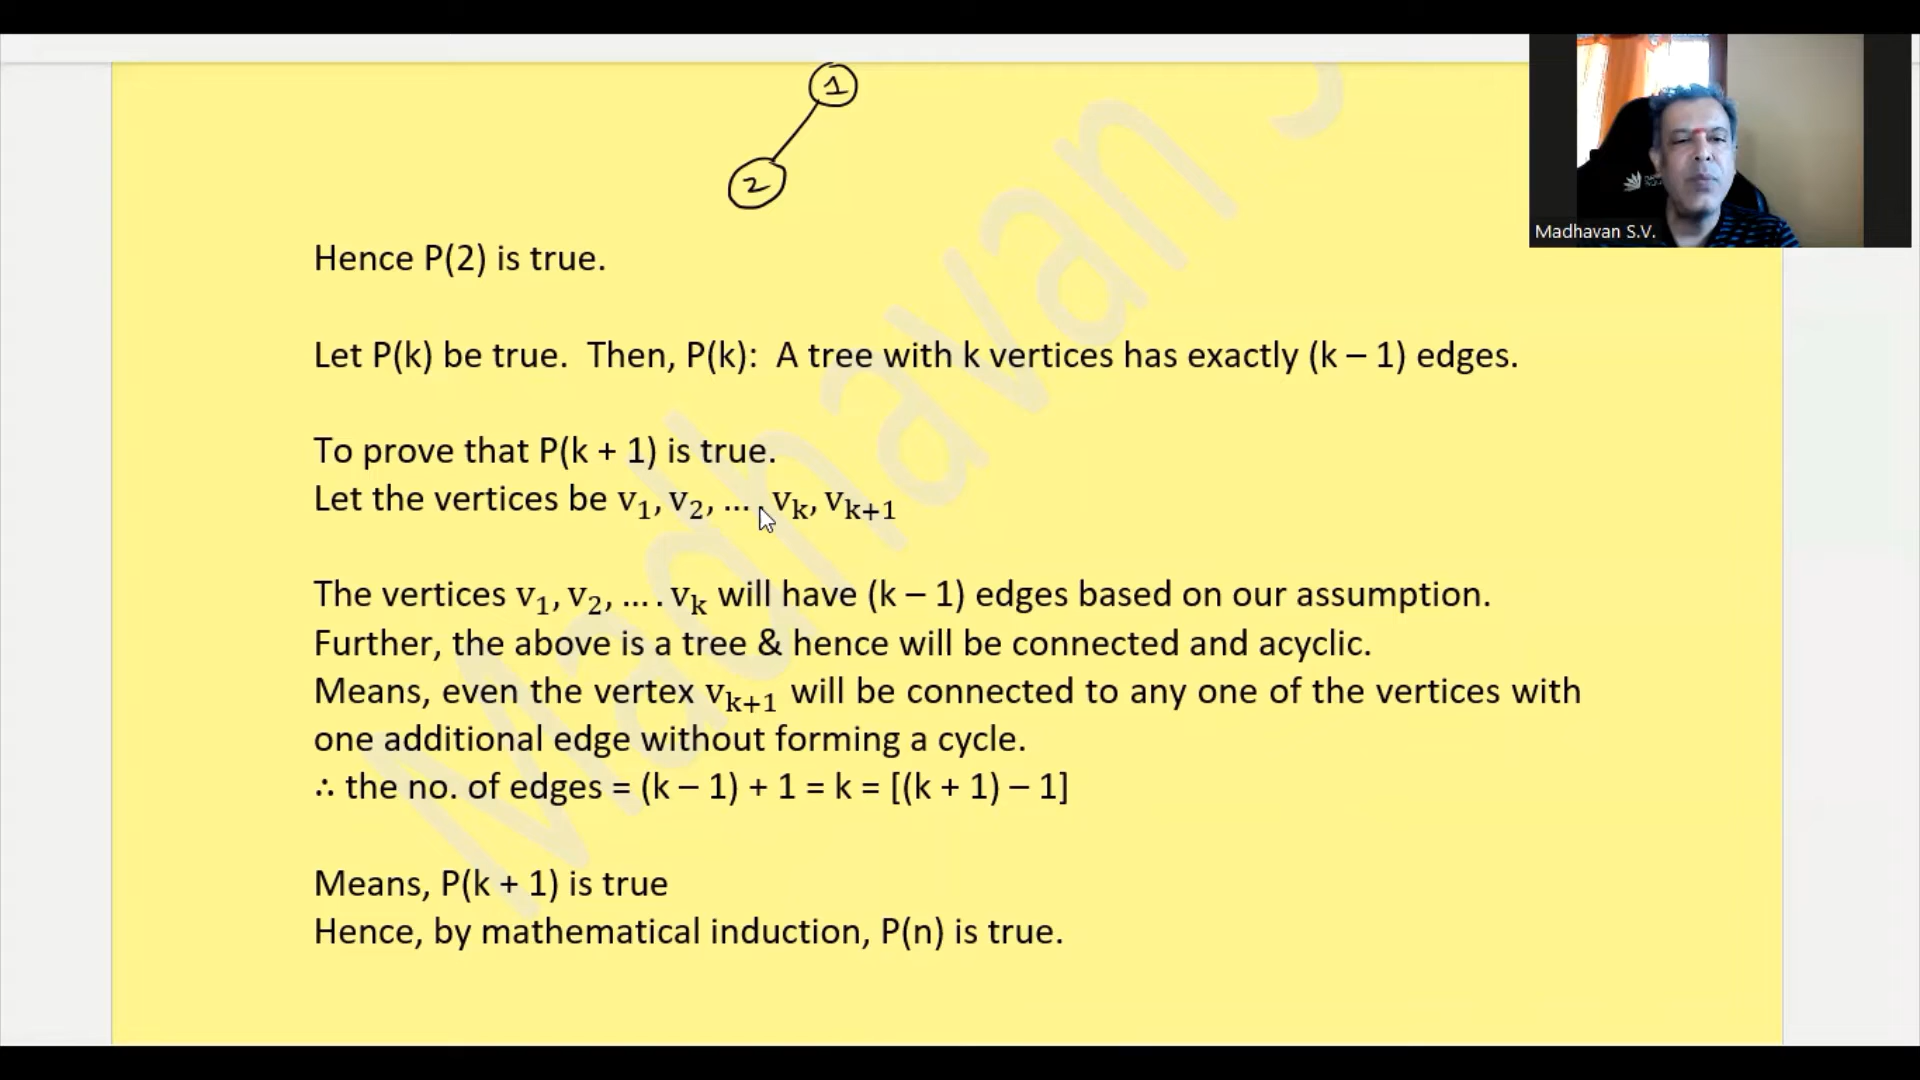 1
Madhavan S.V.
2
Hence P(2) is true.
Let P(k) be true. Then, P(k): A tree with k vertices has exactly (k – 1) edges.
To prove that P(k + 1) is true.
Let the vertices be v₁, v₂, … . vₖ, vₖ₊₁
The vertices v₁, v₂, … . vₖ will have (k – 1) edges based on our assumption.
Further, the above is a tree & hence will be connected and acyclic.
Means, even the vertex vₖ₊₁ will be connected to any one of the vertices with
one additional edge without forming a cycle.
∴ the no. of edges = (k – 1) + 1 = k = [(k + 1) – 1]
Means, P(k + 1) is true
Hence, by mathematical induction, P(n) is true.
Madhavan S